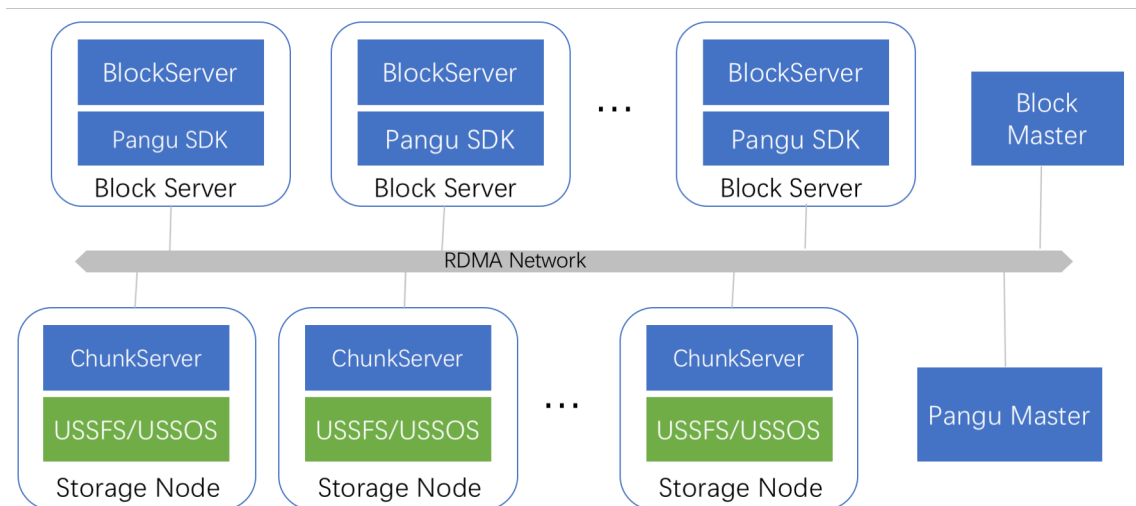 BlockServer
Pangu SDK
Block Server
BlockServer
Pangu SDK
Block Server
...
BlockServer
Pangu SDK
Block Server
Block
Master
RDMA Network
ChunkServer
USSFS/USSOS
Storage Node
ChunkServer
USSFS/USSOS
Storage Node
...
ChunkServer
USSFS/USSOS
Storage Node
Pangu Master